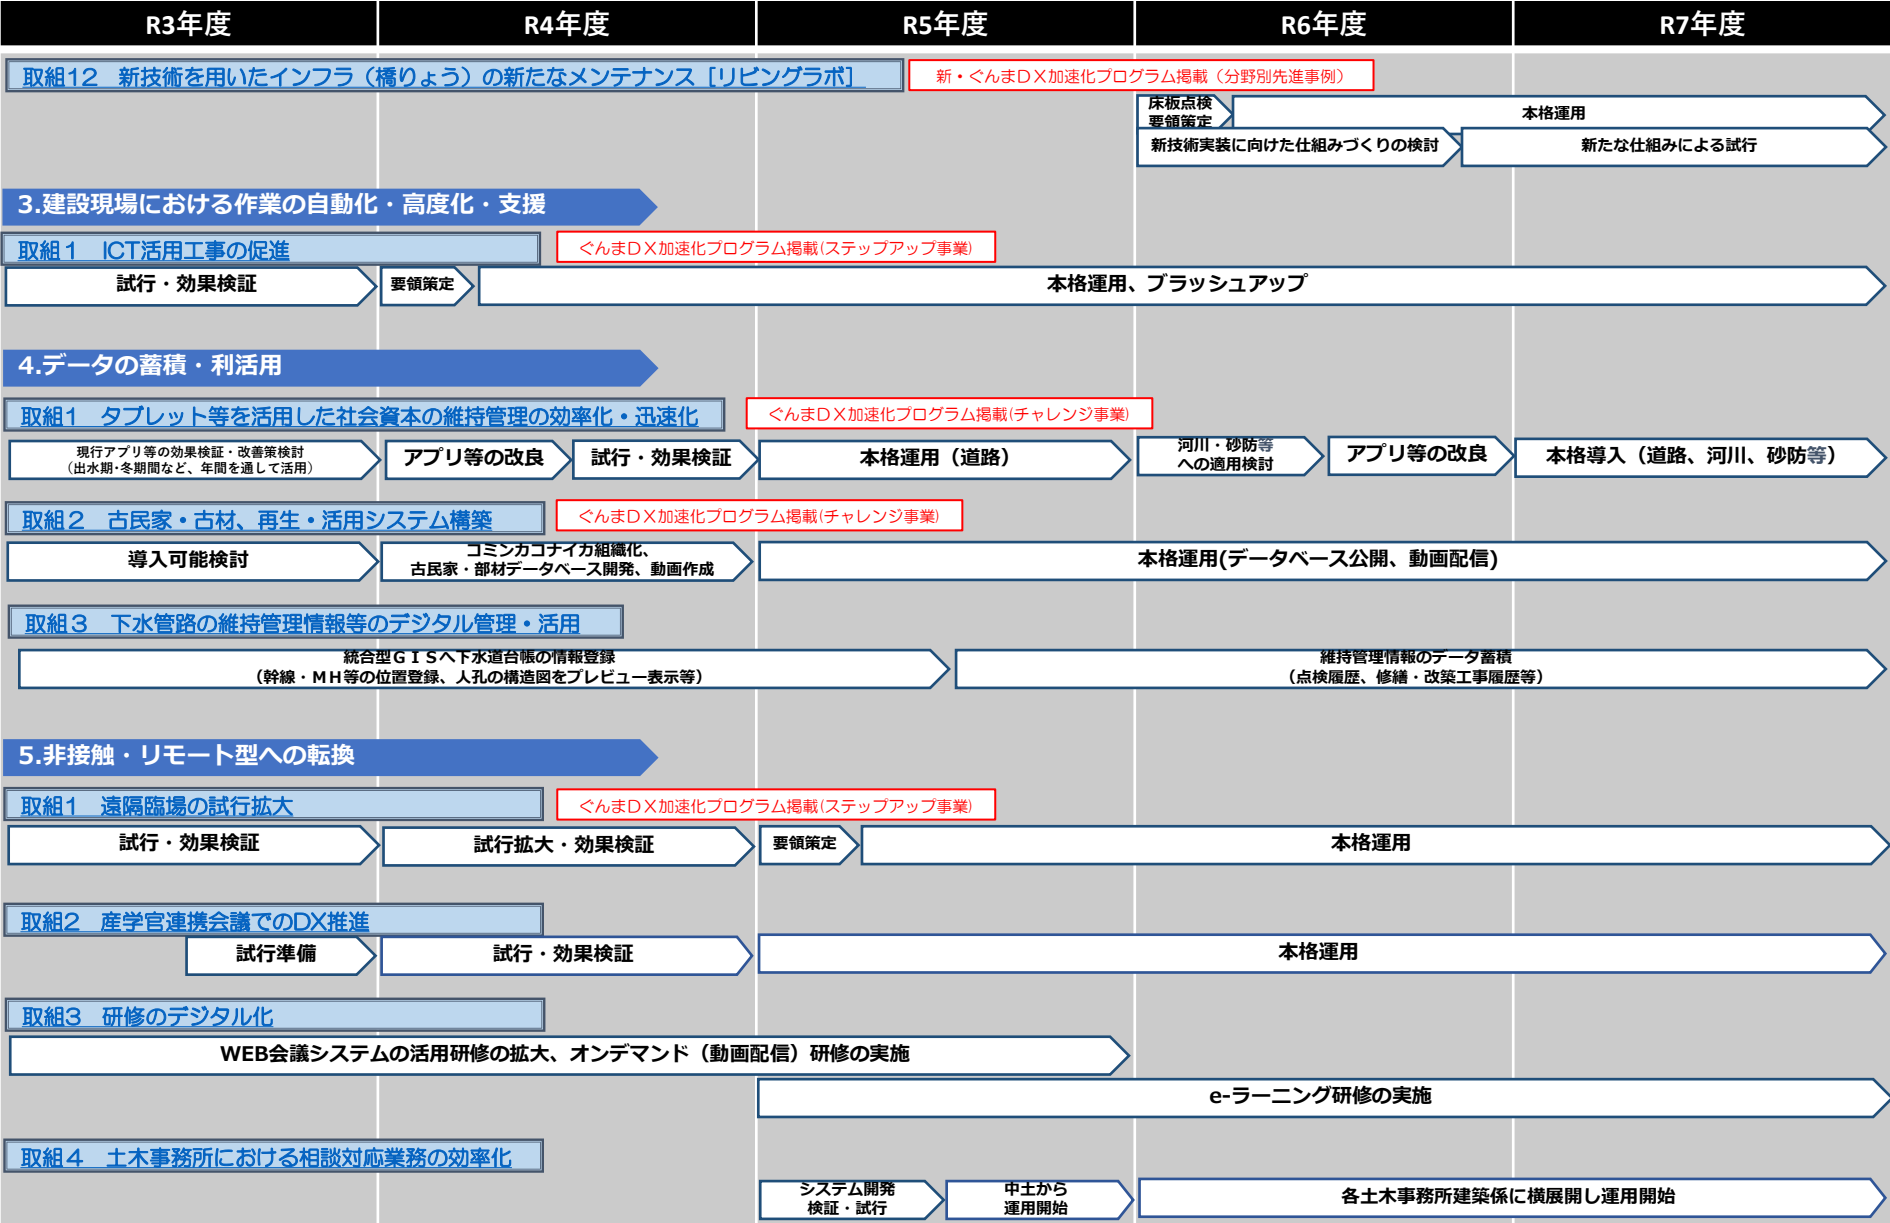 R3年度
R4年度
R5年度
R6年度
R7年度
取組12　新技術を用いたインフラ（橋りょう）の新たなメンテナンス［リビングラボ］
新・ぐんまＤＸ加速化プログラム掲載（分野別先進事例）
床板点検
要領策定
本格運用
新技術実装に向けた仕組みづくりの検討
新たな仕組みによる試行
3.建設現場における作業の自動化・高度化・支援
取組１　ICT活用工事の促進
ぐんまＤＸ加速化プログラム掲載(ステップアップ事業)
試行・効果検証
要領策定
本格運用、ブラッシュアップ
4.データの蓄積・利活用
取組１　タブレット等を活用した社会資本の維持管理の効率化・迅速化
ぐんまＤＸ加速化プログラム掲載(チャレンジ事業)
現行アプリ等の効果検証・改善策検討
（出水期･冬期間など、年間を通して活用）
アプリ等の改良
試行・効果検証
本格運用（道路）
河川・砂防等
への適用検討
アプリ等の改良
本格導入（道路、河川、砂防等）
取組２　古民家・古材、再生・活用システム構築
ぐんまＤＸ加速化プログラム掲載(チャレンジ事業)
導入可能検討
コミンカコナイカ組織化、
古民家・部材データベース開発、動画作成
本格運用(データベース公開、動画配信)
取組３　下水管路の維持管理情報等のデジタル管理・活用
統合型ＧＩＳへ下水道台帳の情報登録
（幹線・ＭＨ等の位置登録、人孔の構造図をプレビュー表示等）
維持管理情報のデータ蓄積
（点検履歴、修繕・改築工事履歴等）
5.非接触・リモート型への転換
取組１　遠隔臨場の試行拡大
ぐんまＤＸ加速化プログラム掲載(ステップアップ事業)
試行・効果検証
試行拡大・効果検証
要領策定
本格運用
取組２　産学官連携会議でのDX推進
試行準備
試行・効果検証
本格運用
取組３　研修のデジタル化
WEB会議システムの活用研修の拡大、オンデマンド（動画配信）研修の実施
e-ラーニング研修の実施
取組４　土木事務所における相談対応業務の効率化
システム開発
検証・試行
中土から
運用開始
各土木事務所建築係に横展開し運用開始